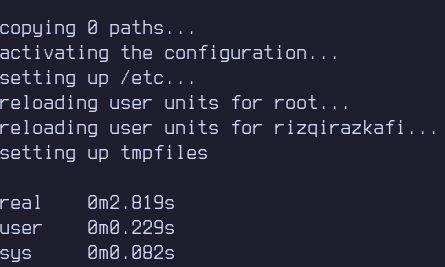 copying 0 paths...
activating the configuration...
setting up /etc...
reloading user units for root...
reloading user units for rizqirazkafi...
setting up tmpfiles
real 0m2.819s
user 0m0.229s
sys 0m0.082s